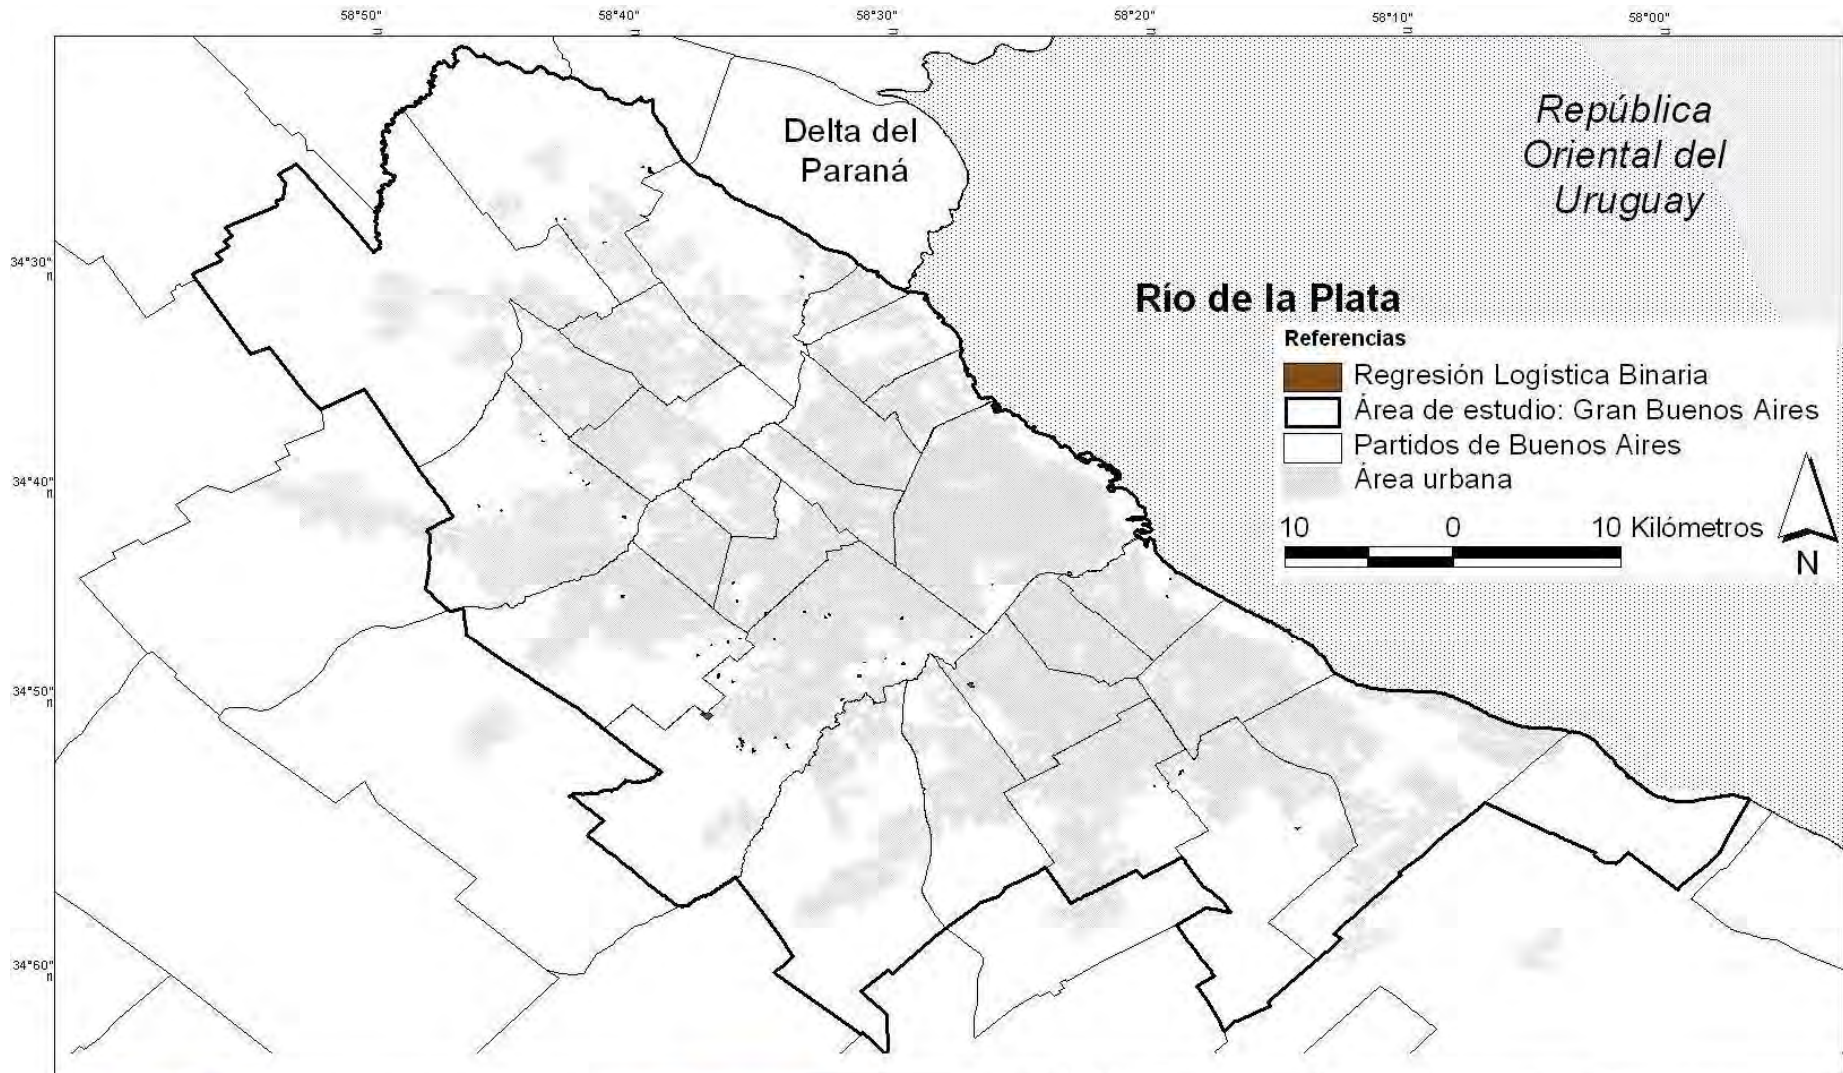 58°50"
58°40"
58°30"
58°20"
58°10"
58°00"
Delta del
Paraná
República
Oriental del
Uruguay
34°30"
Río de la Plata
Referencias
Regresión Logística Binaria
Área de estudio: Gran Buenos Aires
Partidos de Buenos Aires
Área urbana
34°40"
10 0 10 Kilómetros
N
34°50"
34°60"